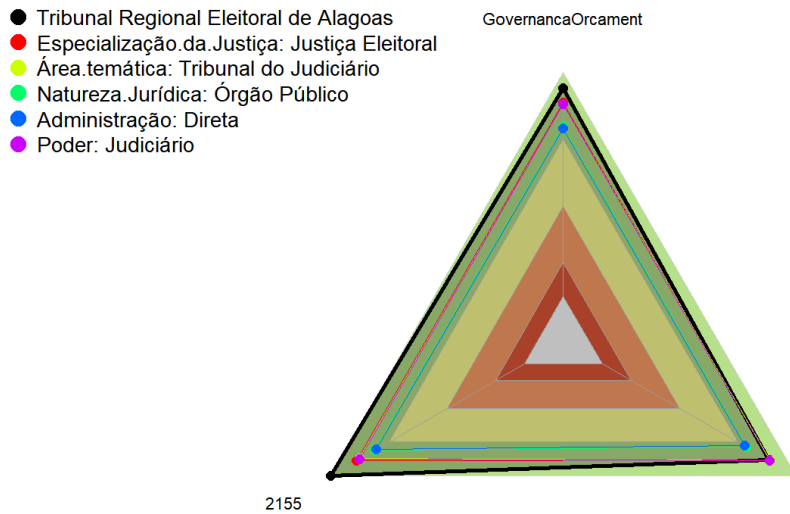 Tribunal Regional Eleitoral de Alagoas
Especialização.da.Justiça: Justiça Eleitoral
Área.temática: Tribunal do Judiciário
Natureza.Jurídica: Órgão Público
Administração: Direta
Poder: Judiciário
GovernancaOrcament
2155